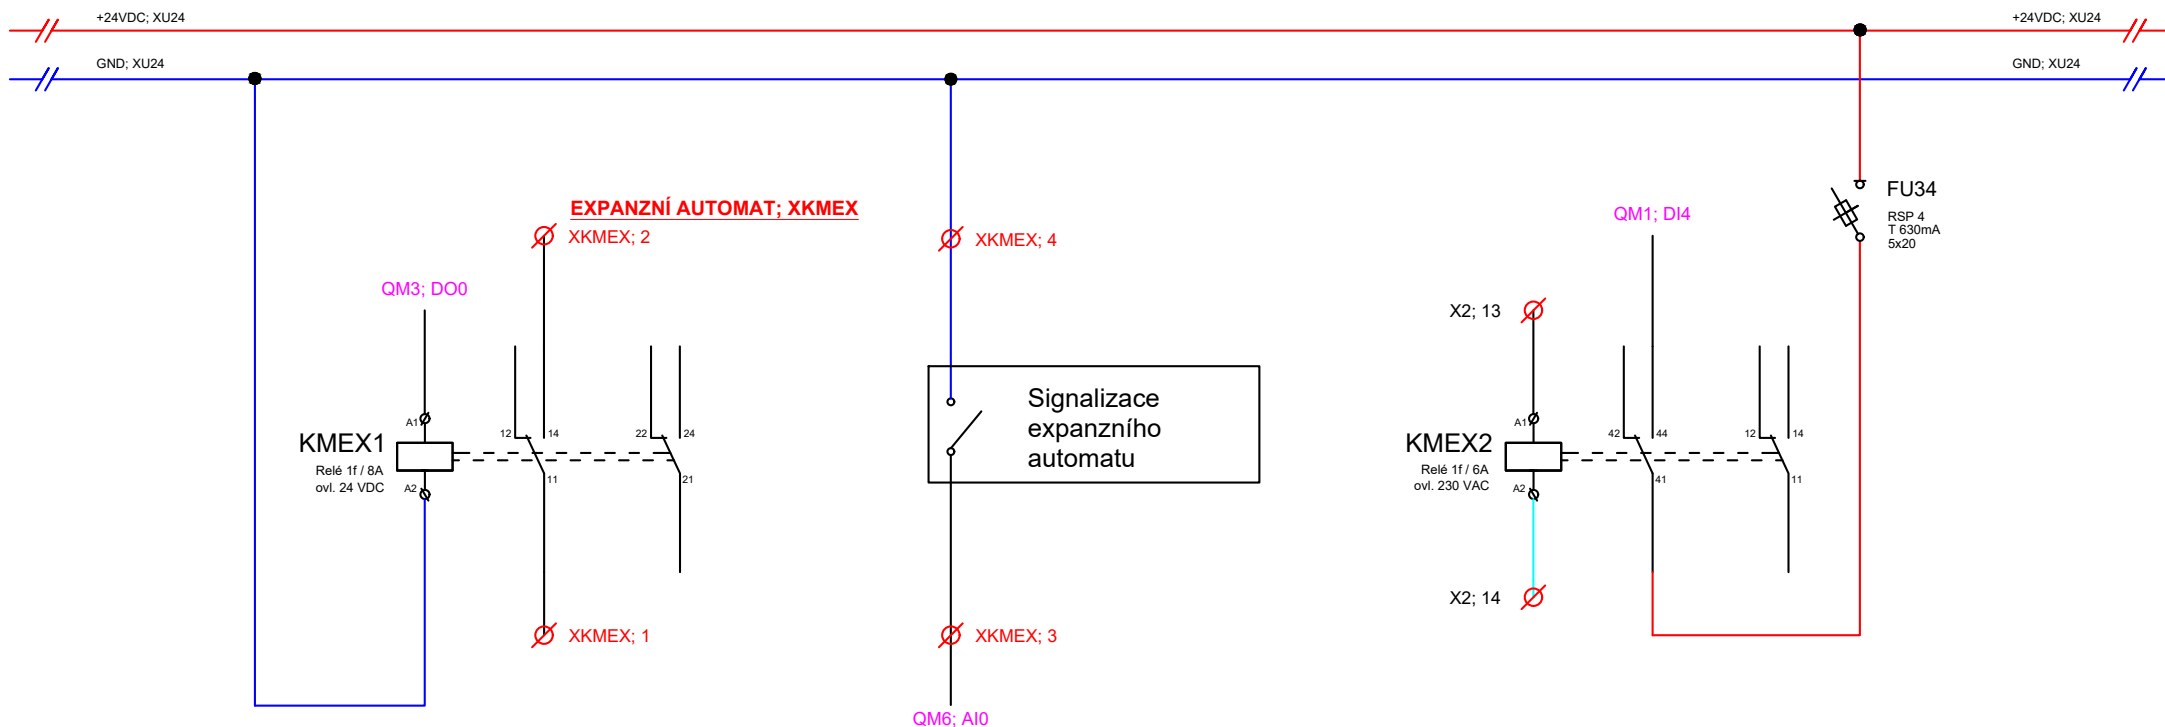 +24VDC; XU24
+24VDC; XU24
GND; XU24
GND; XU24
EXPANZNÍ AUTOMAT; XKMEX
XKMEX; 2
XKMEX; 4
QM1; DI4
FU34
RSP 4
T 630mA
5x20
QM3; DO0
X2; 13
A1
12
14
22
24
KMEX1
Relé 1f / 8A
ovl. 24 VDC
A2
11
21
Signalizace
expanzního
automatu
A1
42
44
12
14
KMEX2
Relé 1f / 6A
ovl. 230 VAC
A2
41
11
X2; 14
XKMEX; 1
XKMEX; 3
QM6; AI0